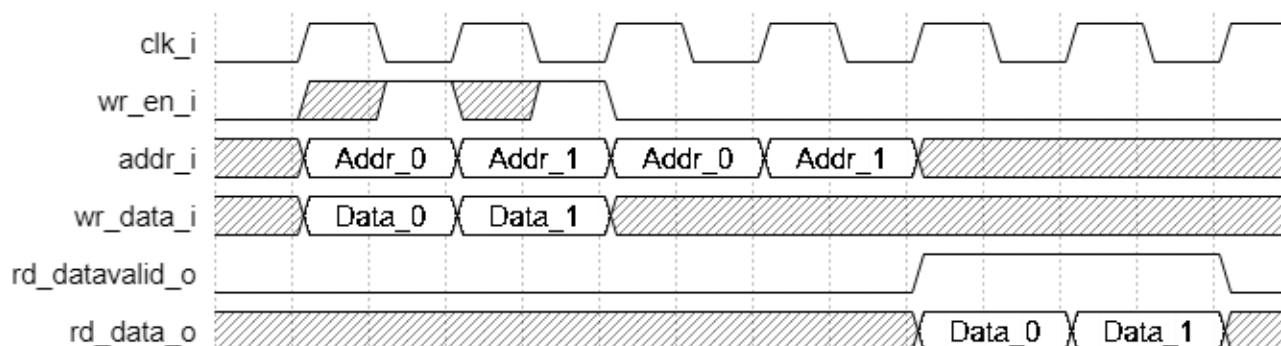 clk_i
wr_en_i
addr_i Addr_0 Addr_1 Addr_0 Addr_1
wr_data_i Data_0 Data_1
rd_datavalid_o
rd_data_o Data_0 Data_1